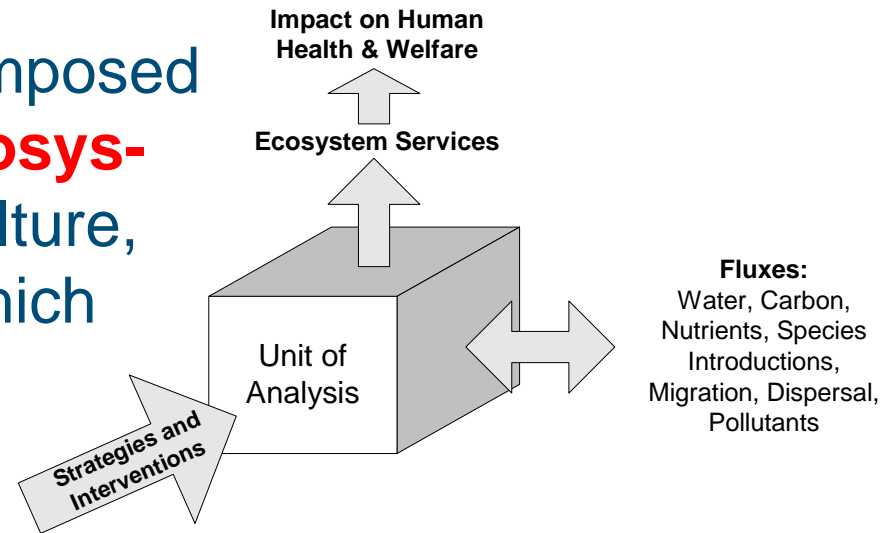 mposed
osys-
lture,
nich
Impact on Human
Health & Welfare
Ecosystem Services
Unit of
Analysis
Strategies and
Interventions
Fluxes:
Water, Carbon,
Nutrients, Species
Introductions,
Migration, Dispersal,
Pollutants